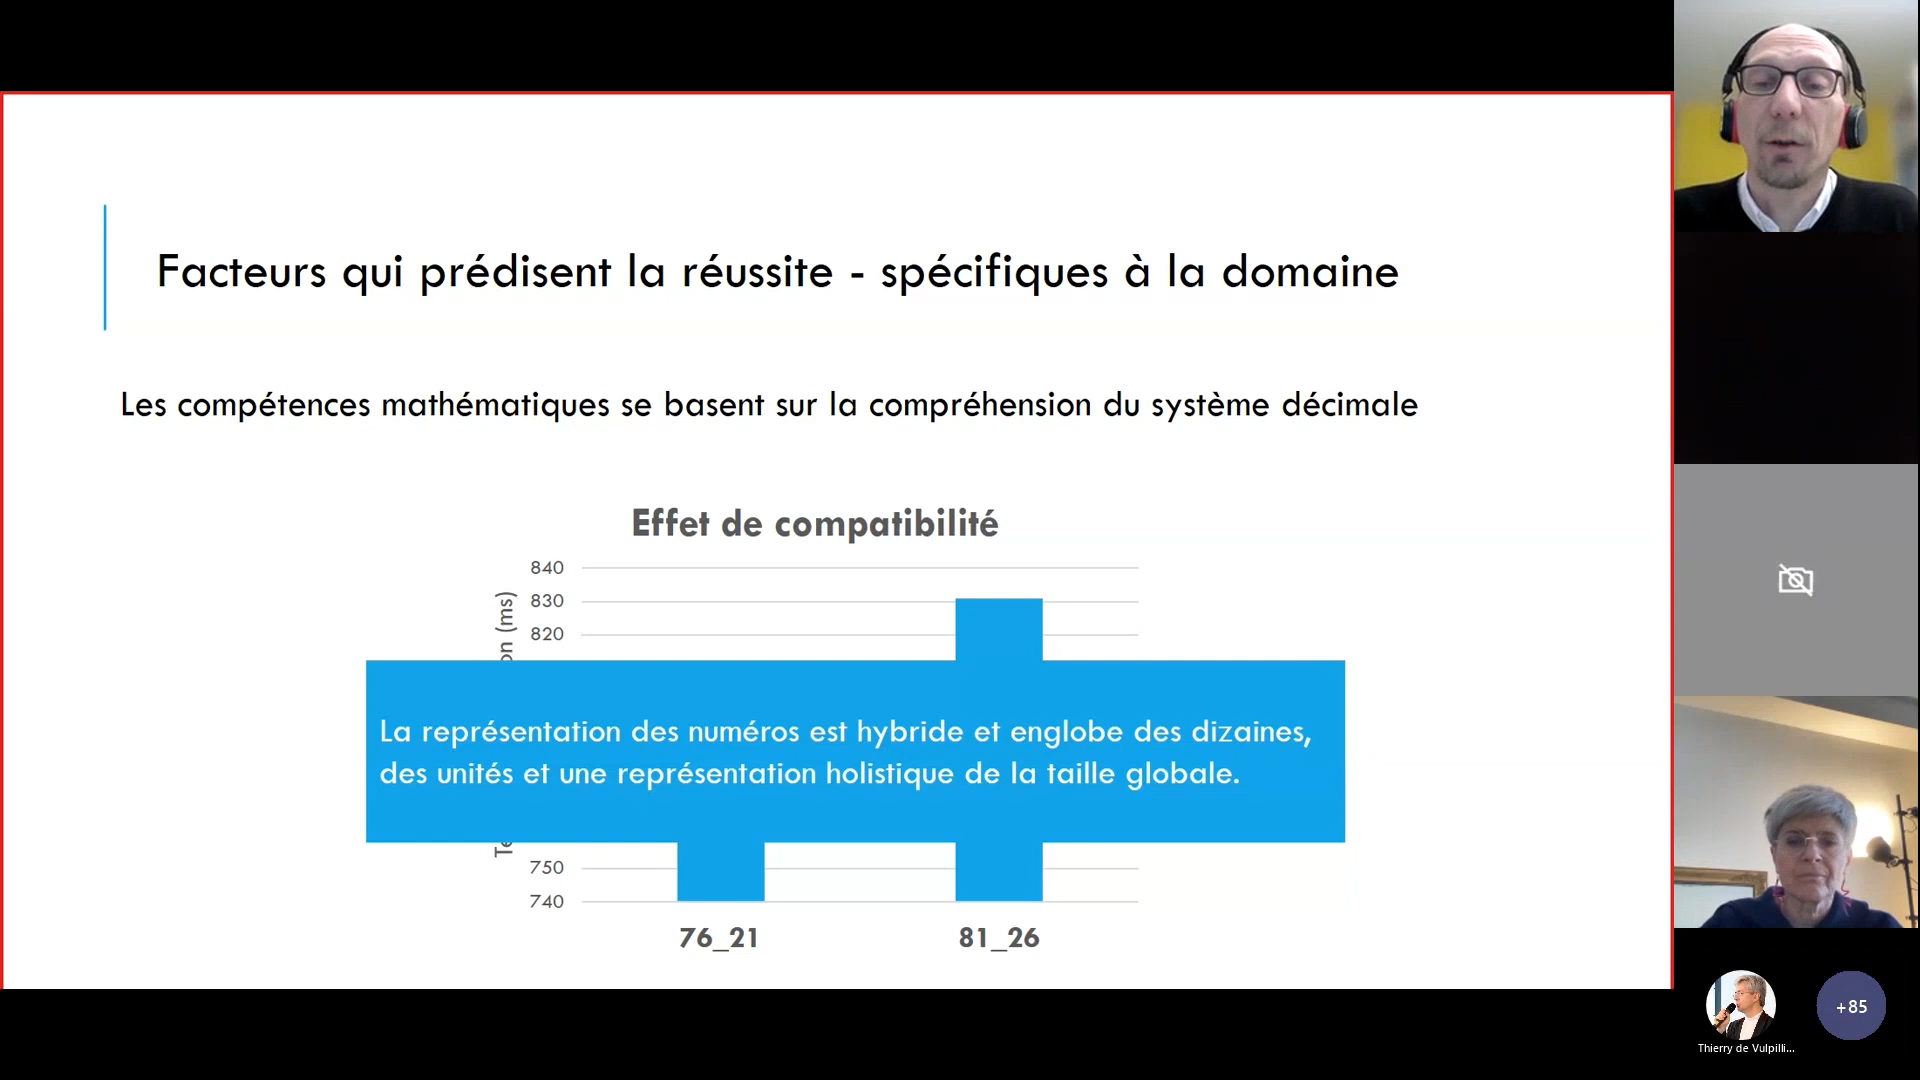 Facteurs qui prédisent la réussite - spécifiques à la domaine
Les compétences mathématiques se basent sur la compréhension du système décimale
Effet de compatibilité
840
830
820
(ms)
La représentation des numéros est hybride et englobe des dizaines,
des unités et une représentation holistique de la taille globale.
750
740
76_21
81_26
Thierry de Vulpilli...
+85